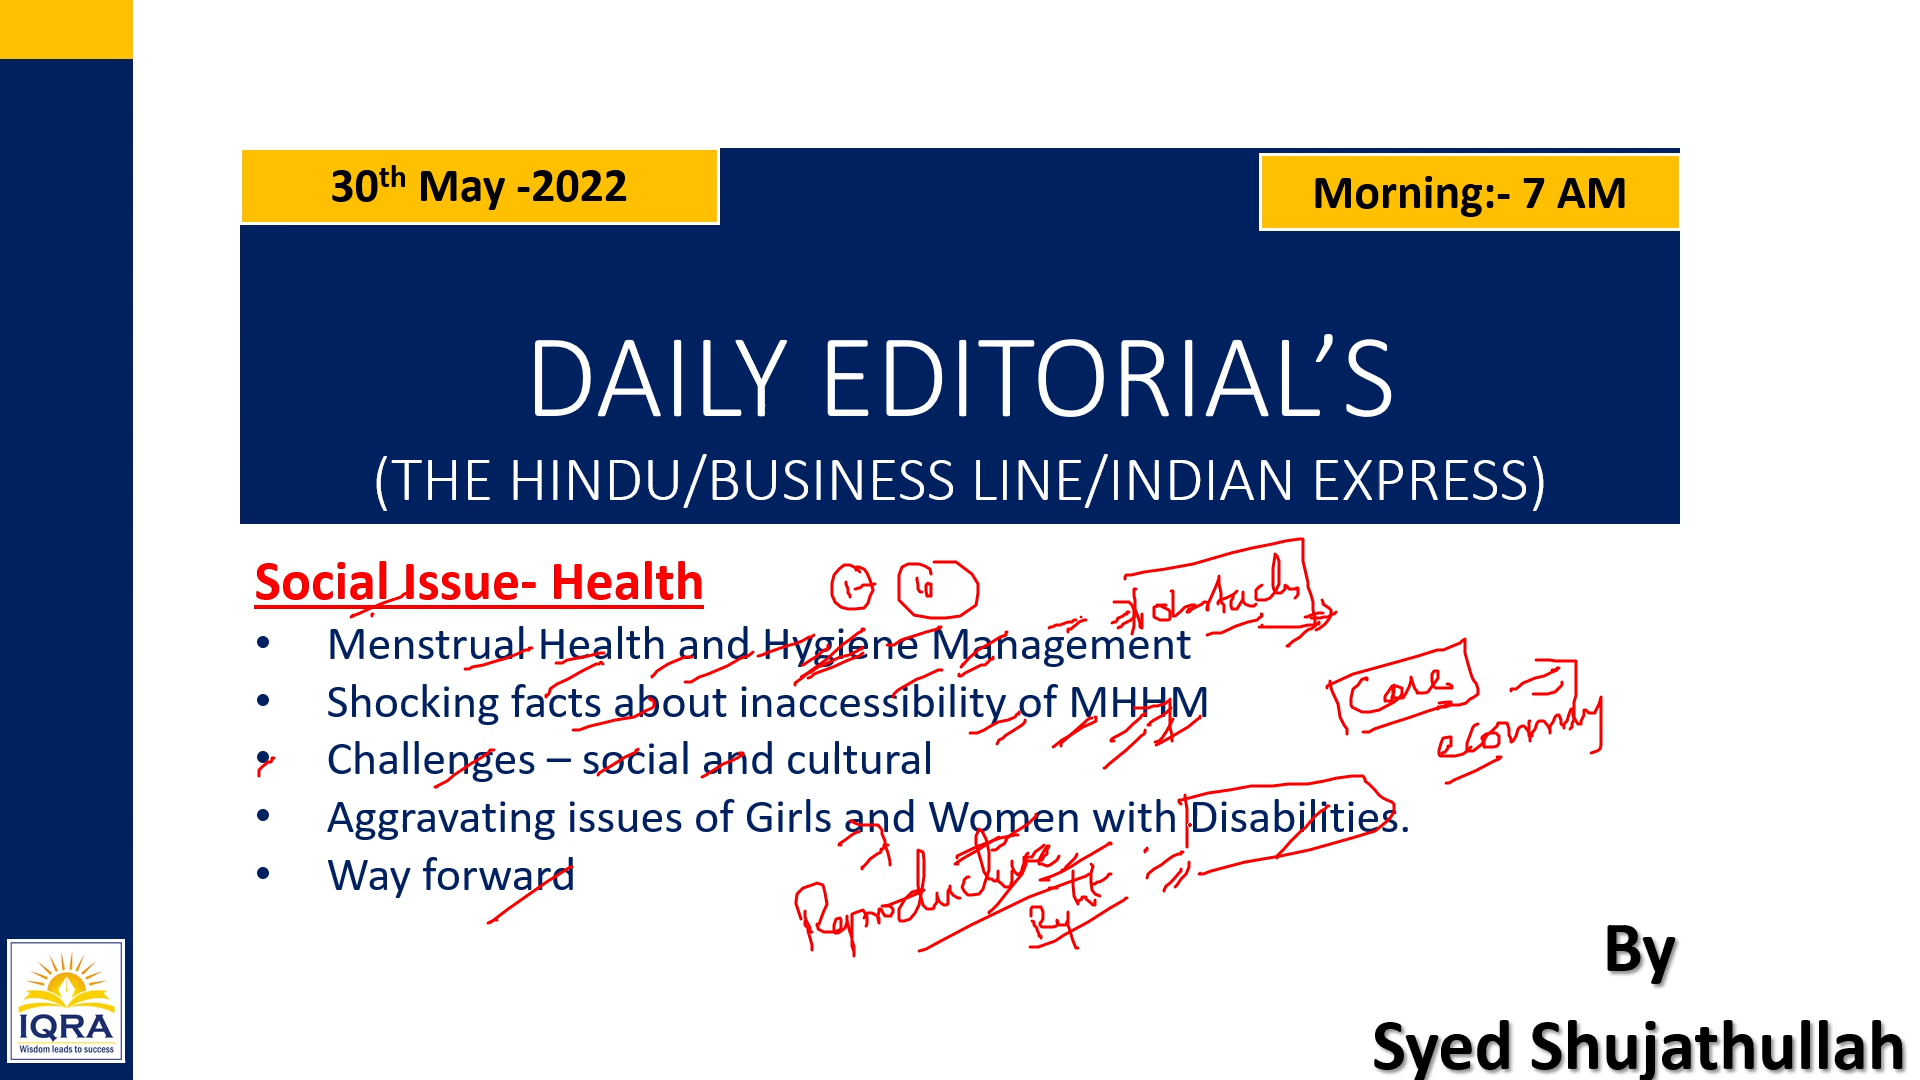 30th May -2022
Morning:- 7 AM
DAILY EDITORIAL’S
(THE HINDU/BUSINESS LINE/INDIAN EXPRESS)
Social Issue- Health
• Menstrual Health and Hygiene Management
• Shocking facts about inaccessibility of MHHM
• Challenges – social and cultural
• Aggravating issues of Girls and Women with Disabilities.
• Way forward
Care
economy
Reproductive
Right
By
Syed Shujathullah
IQRA
Wisdom leads to success